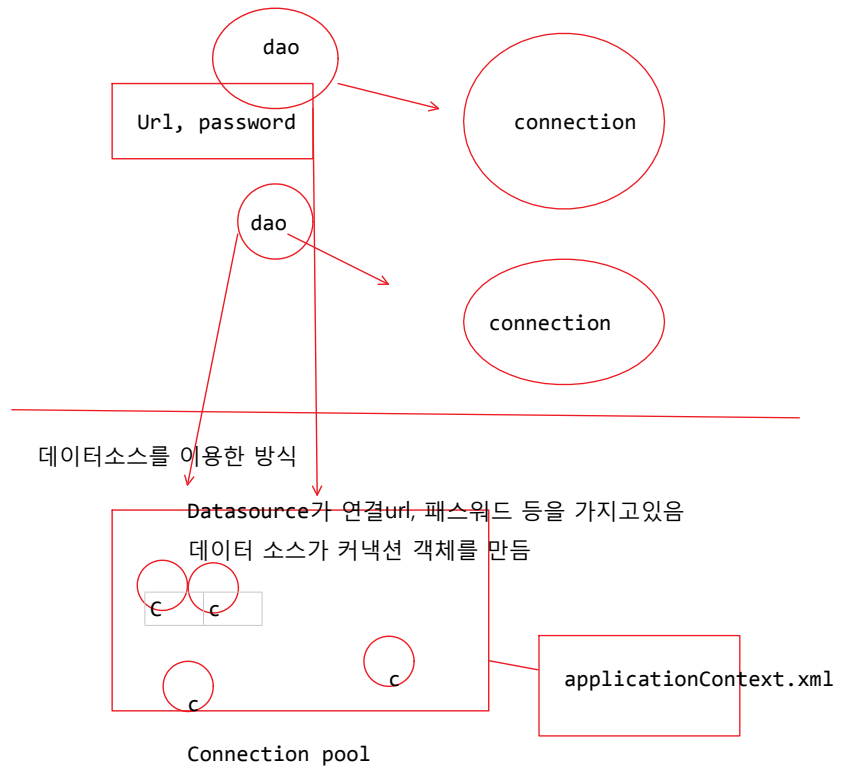 dao
Url, password
connection
dao
connection
데이터소스를 이용한 방식
Datasource가 연결url, 패스워드 등을 가지고있음
데이터 소스가 커낵션 객체를 만듬
C
c
c
c
applicationContext.xml
Connection pool